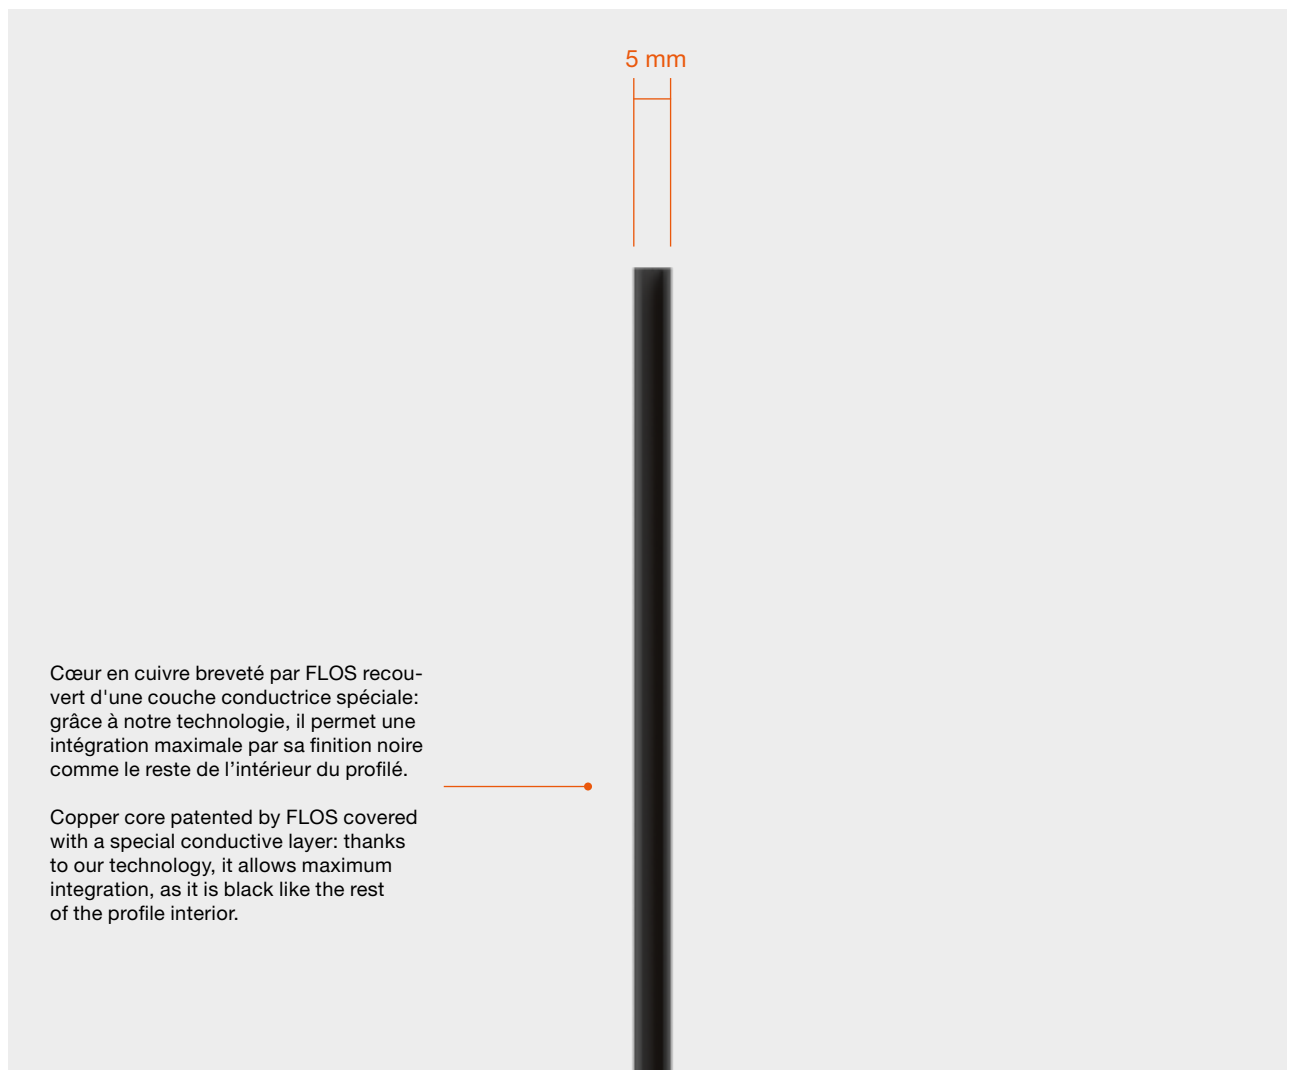 5 mm
Cœur en cuivre breveté par FLOS recou-
vert d'une couche conductrice spéciale:
grâce à notre technologie, il permet une
intégration maximale par sa finition noire
comme le reste de l’intérieur du profilé.
Copper core patented by FLOS covered
with a special conductive layer: thanks
to our technology, it allows maximum
integration, as it is black like the rest
of the profile interior.